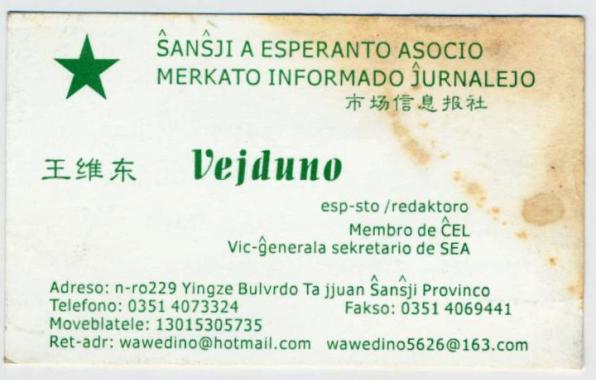 ŜANŜJI A ESPERANTO ASOCIO
MERKATO INFORMADO ĴURNALEJO
市场信息报社
王维东 Vejduno
esp-sto /redaktoro
Membro de ĈEL
Vic-ĝenerala sekretario de SEA
Adreso: n-ro229 Yingze Bulvrdo Ta jjuan Ŝanŝji Provinco
Telefono: 0351 4073324 Fakso: 0351 4069441
Moveblatele: 13015305735
Ret-adr: wawedino@hotmail.com wawedino5626@163.com